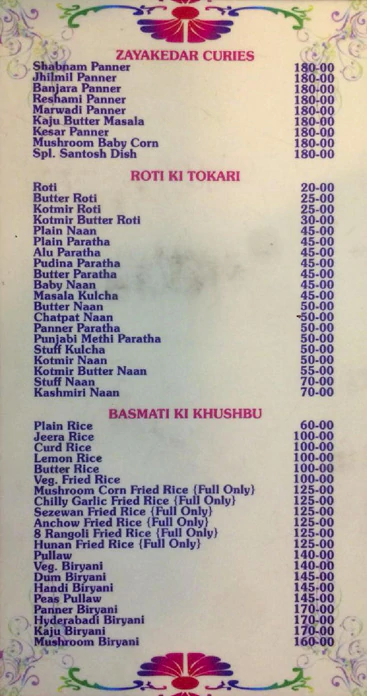 ZAYAKEDAR CURIES
Shabnam Panner 180-00
Jhilmil Panner 180-00
Banjara Panner 180-00
Reshami Panner 180-00
Marwadi Panner 180-00
Kaju Butter Masala 180-00
Kesar Panner 180-00
Mushroom Baby Corn 180-00
Spl. Santosh Dish 180-00
ROTI KI TOKARI
Roti 20-00
Butter Roti 25-00
Kotmir Roti 25-00
Kotmir Butter Roti 30-00
Plain Naan 45-00
Plain Paratha 45-00
Alu Paratha 45-00
Pudina Paratha 45-00
Butter Paratha 45-00
Baby Naan 45-00
Masala Kulcha 45-00
Butter Naan 50-00
Chatpat Naan 50-00
Panner Paratha 50-00
Punjabi Methi Paratha 50-00
Stuff Kulcha 50-00
Kotmir Naan 50-00
Kotmir Butter Naan 55-00
Stuff Naan 70-00
Kashmiri Naan 70-00
BASMATI KI KHUSHBU
Plain Rice 60-00
Jeera Rice 100-00
Curd Rice 100-00
Lemon Rice 100-00
Butter Rice 100-00
Veg. Fried Rice 100-00
Mushroom Corn Fried Rice {Full Only} 125-00
Chilly Garlic Fried Rice {Full Only} 125-00
Sezewan Fried Rice {Full Only} 125-00
Anchow Fried Rice {Full Only} 125-00
8 Rangoli Fried Rice {Full Only} 125-00
Hunan Fried Rice {Full Only} 125-00
Pullaw 140-00
Veg. Biryani 140-00
Dum Biryani 145-00
Handi Biryani 145-00
Peas Pullaw 145-00
Panner Biryani 170-00
Hyderabadi Biryani 170-00
Kaju Biryani 170-00
Mushroom Biryani 160-00